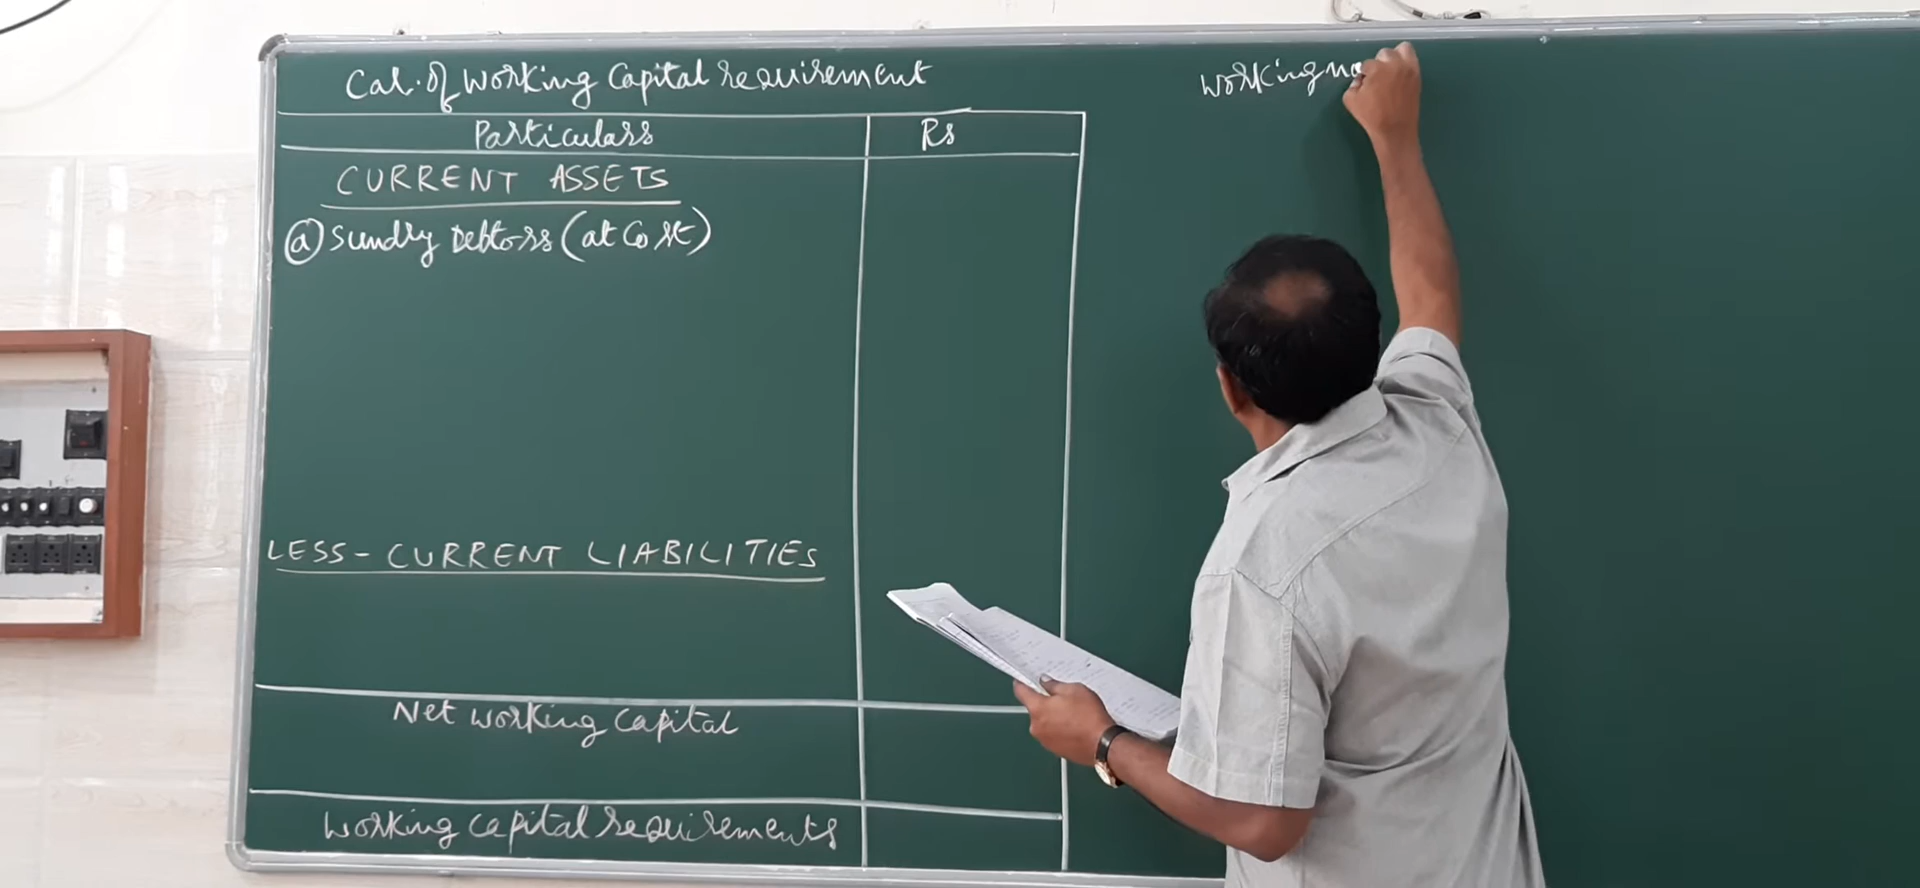 Cal. Of Working Capital requirement
Particulars Rs
CURRENT ASSETS
(a) Sundry Debtors (at Cost)
LESS - CURRENT LIABILITIES
Net working capital
Working capital requirements
Working